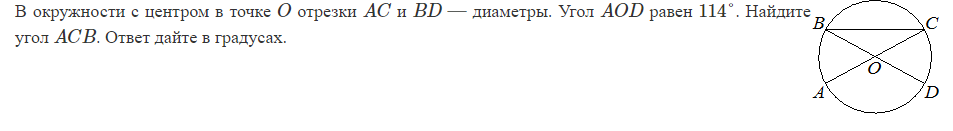 В окружности с центром в точке O отрезки AC и BD — диаметры. Угол AOD равен 114°. Найдите
угол ACB. Ответ дайте в градусах.
B
C
O
A
D